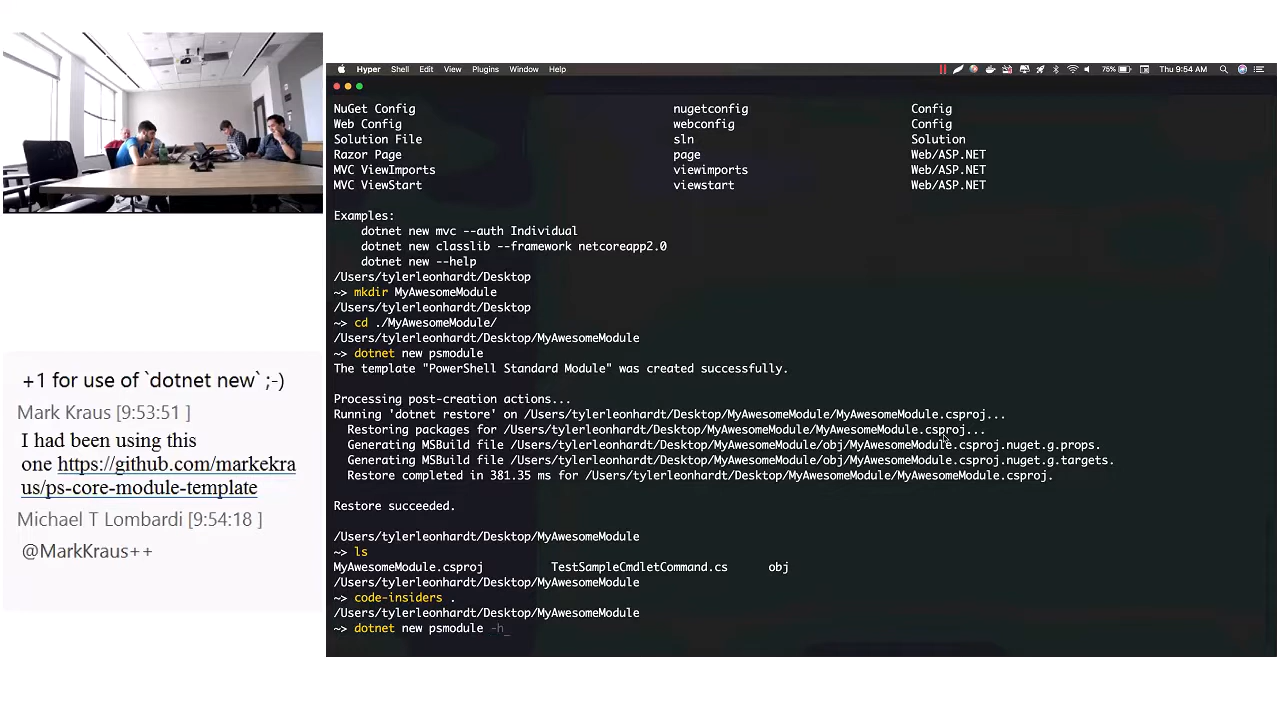 Hyper Shell Edit View Plugins Window Help 75% Thu 9:54 AM
NuGet Config nugetconfig Config
Web Config webconfig Config
Solution File sln Solution
Razor Page page Web/ASP.NET
MVC ViewImports viewimports Web/ASP.NET
MVC ViewStart viewstart Web/ASP.NET
Examples:
dotnet new mvc --auth Individual
dotnet new classlib --framework netcoreapp2.0
dotnet new --help
/Users/tylerleonhardt/Desktop
~> mkdir MyAwesomeModule
/Users/tylerleonhardt/Desktop
~> cd ./MyAwesomeModule/
/Users/tylerleonhardt/Desktop/MyAwesomeModule
~> dotnet new psmodule
The template "PowerShell Standard Module" was created successfully.
Processing post-creation actions...
Running 'dotnet restore' on /Users/tylerleonhardt/Desktop/MyAwesomeModule/MyAwesomeModule.csproj...
Restoring packages for /Users/tylerleonhardt/Desktop/MyAwesomeModule/MyAwesomeModule.csproj...
Generating MSBuild file /Users/tylerleonhardt/Desktop/MyAwesomeModule/obj/MyAwesomeModule.csproj.nuget.g.props.
Generating MSBuild file /Users/tylerleonhardt/Desktop/MyAwesomeModule/obj/MyAwesomeModule.csproj.nuget.g.targets.
Restore completed in 381.35 ms for /Users/tylerleonhardt/Desktop/MyAwesomeModule/MyAwesomeModule.csproj.
Restore succeeded.
/Users/tylerleonhardt/Desktop/MyAwesomeModule
~> ls
MyAwesomeModule.csproj TestSampleCmdletCommand.cs obj
/Users/tylerleonhardt/Desktop/MyAwesomeModule
~> code-insiders .
/Users/tylerleonhardt/Desktop/MyAwesomeModule
~> dotnet new psmodule -h_
+1 for use of `dotnet new` ;-)
Mark Kraus [9:53:51 ]
I had been using this
one https://github.com/markekra
us/ps-core-module-template
Michael T Lombardi [9:54:18 ]
@MarkKraus++